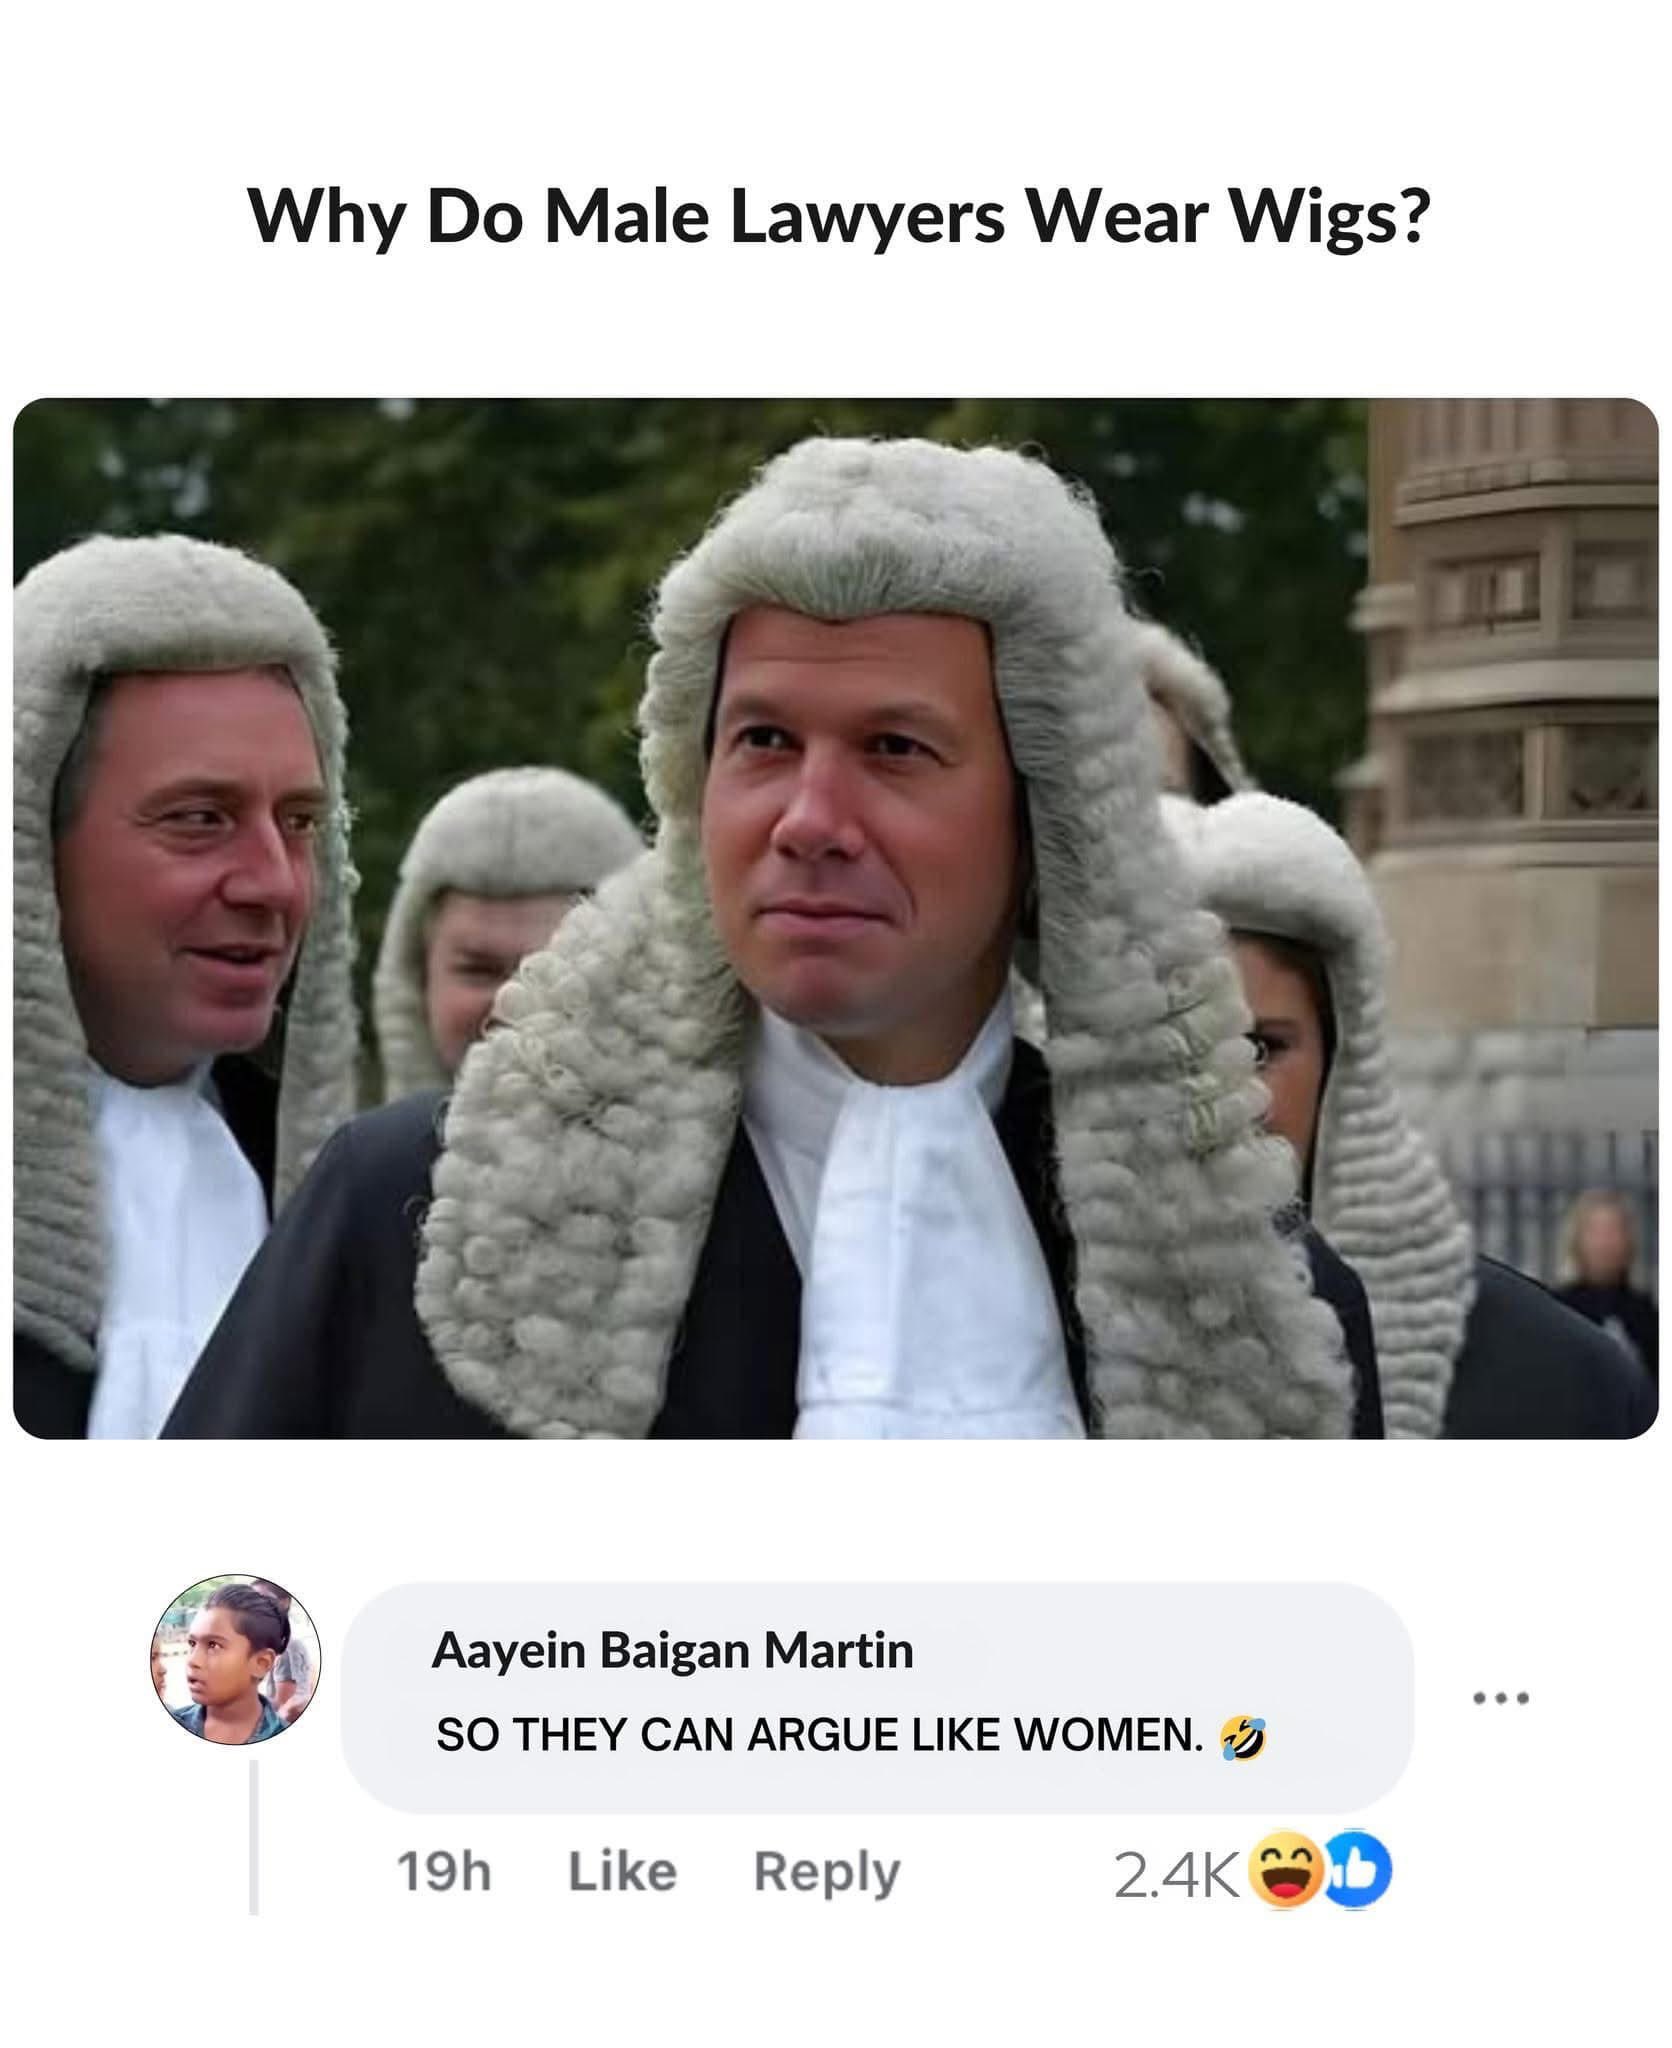 Why Do Male Lawyers Wear Wigs?
Aayein Baigan Martin
SO THEY CAN ARGUE LIKE WOMEN. 🤣
19h Like Reply 2.4K